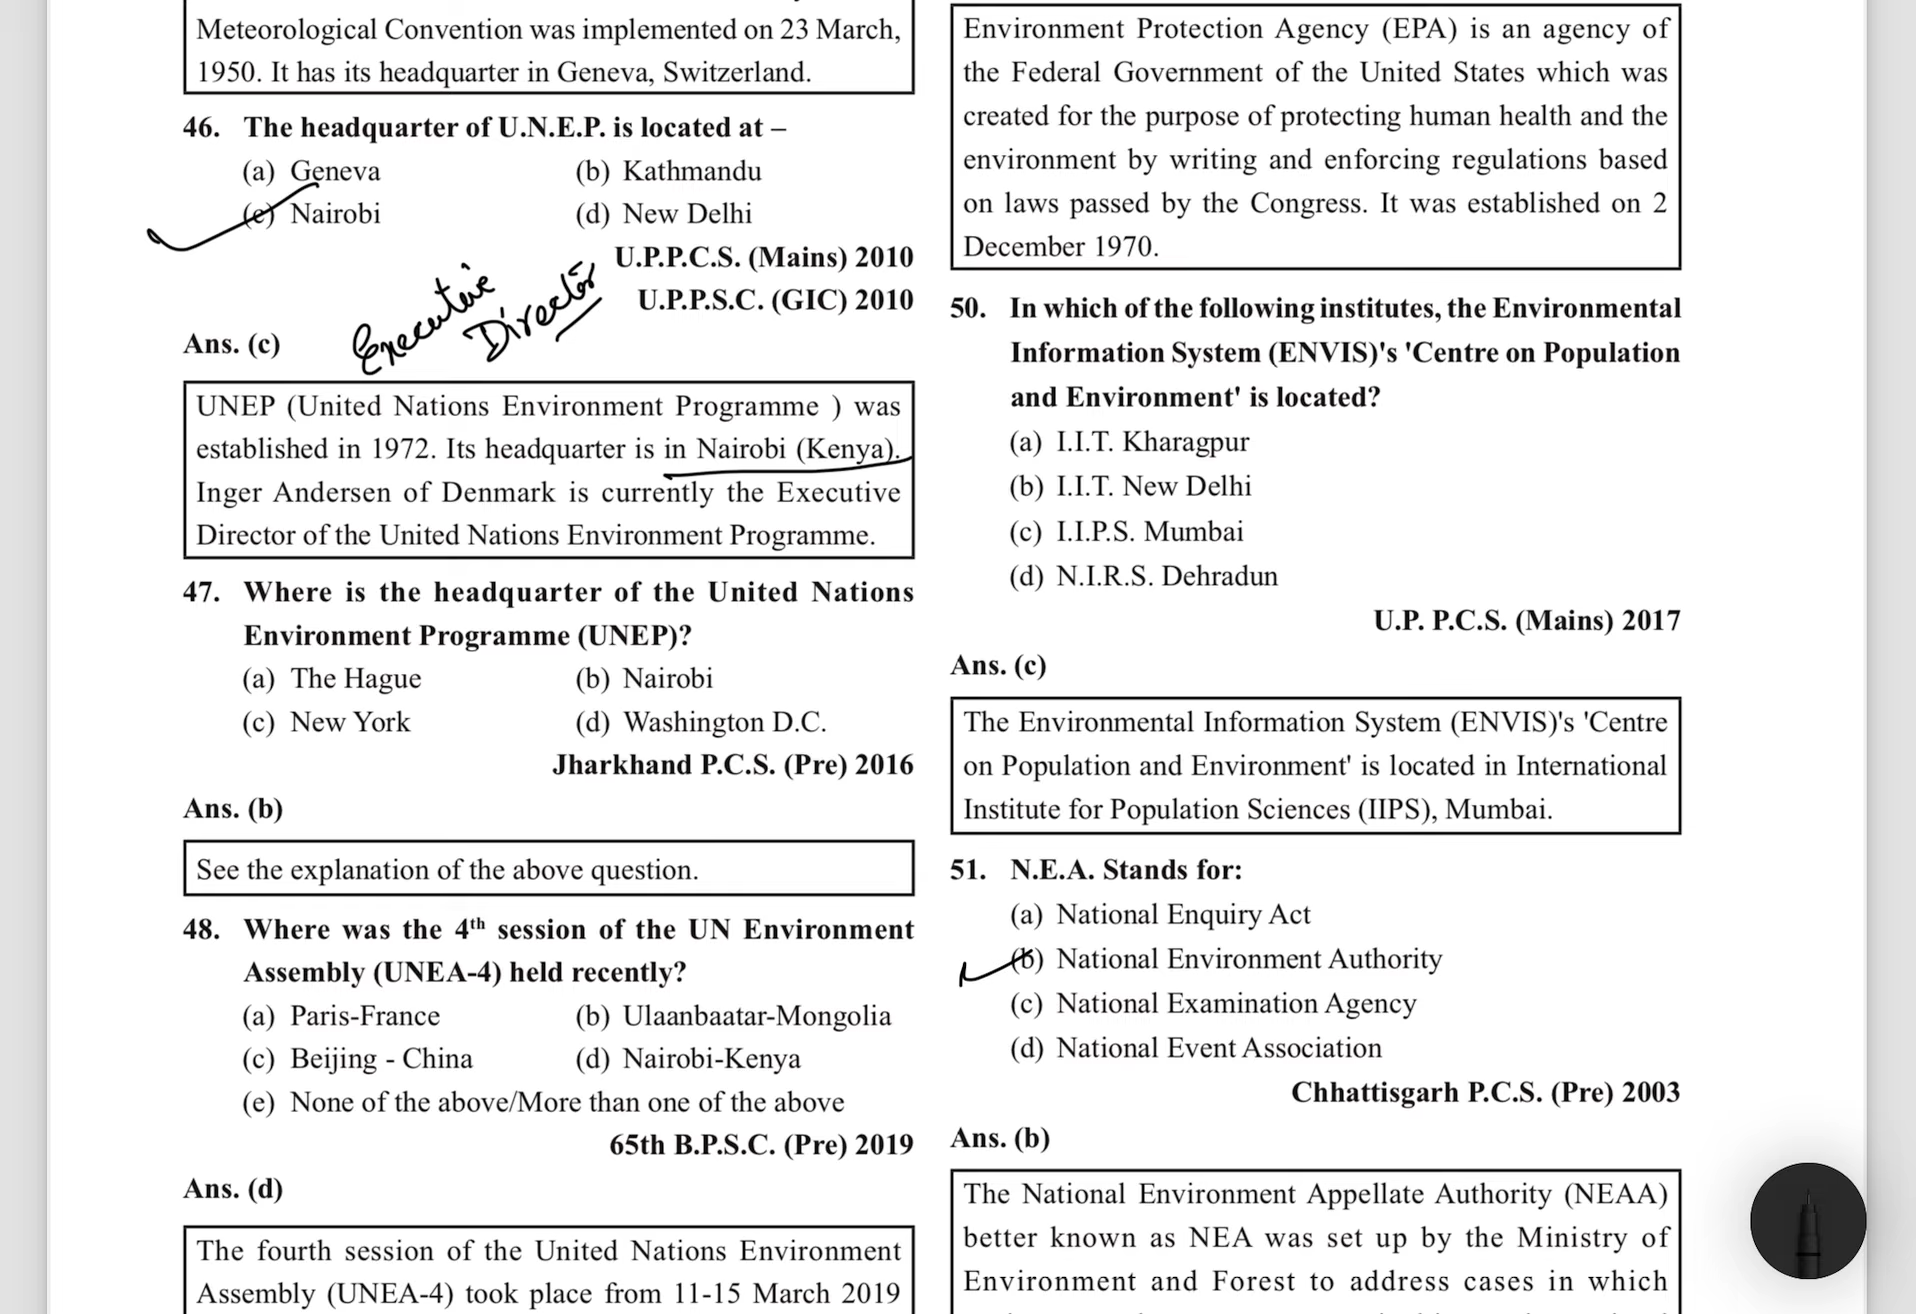 Meteorological Convention was implemented on 23 March,
1950. It has its headquarter in Geneva, Switzerland.
46. The headquarter of U.N.E.P. is located at –
(a) Geneva (b) Kathmandu
(c) Nairobi (d) New Delhi
U.P.P.C.S. (Mains) 2010
U.P.P.S.C. (GIC) 2010
Executive
Director
Ans. (c)
UNEP (United Nations Environment Programme ) was
established in 1972. Its headquarter is in Nairobi (Kenya).
Inger Andersen of Denmark is currently the Executive
Director of the United Nations Environment Programme.
47. Where is the headquarter of the United Nations
Environment Programme (UNEP)?
(a) The Hague (b) Nairobi
(c) New York (d) Washington D.C.
Jharkhand P.C.S. (Pre) 2016
Ans. (b)
See the explanation of the above question.
48. Where was the 4th session of the UN Environment
Assembly (UNEA-4) held recently?
(a) Paris-France (b) Ulaanbaatar-Mongolia
(c) Beijing - China (d) Nairobi-Kenya
(e) None of the above/More than one of the above
65th B.P.S.C. (Pre) 2019
Ans. (d)
The fourth session of the United Nations Environment
Assembly (UNEA-4) took place from 11-15 March 2019
Environment Protection Agency (EPA) is an agency of
the Federal Government of the United States which was
created for the purpose of protecting human health and the
environment by writing and enforcing regulations based
on laws passed by the Congress. It was established on 2
December 1970.
50. In which of the following institutes, the Environmental
Information System (ENVIS)'s 'Centre on Population
and Environment' is located?
(a) I.I.T. Kharagpur
(b) I.I.T. New Delhi
(c) I.I.P.S. Mumbai
(d) N.I.R.S. Dehradun
U.P. P.C.S. (Mains) 2017
Ans. (c)
The Environmental Information System (ENVIS)'s 'Centre
on Population and Environment' is located in International
Institute for Population Sciences (IIPS), Mumbai.
51. N.E.A. Stands for:
(a) National Enquiry Act
(b) National Environment Authority
(c) National Examination Agency
(d) National Event Association
Chhattisgarh P.C.S. (Pre) 2003
Ans. (b)
The National Environment Appellate Authority (NEAA)
better known as NEA was set up by the Ministry of
Environment and Forest to address cases in which